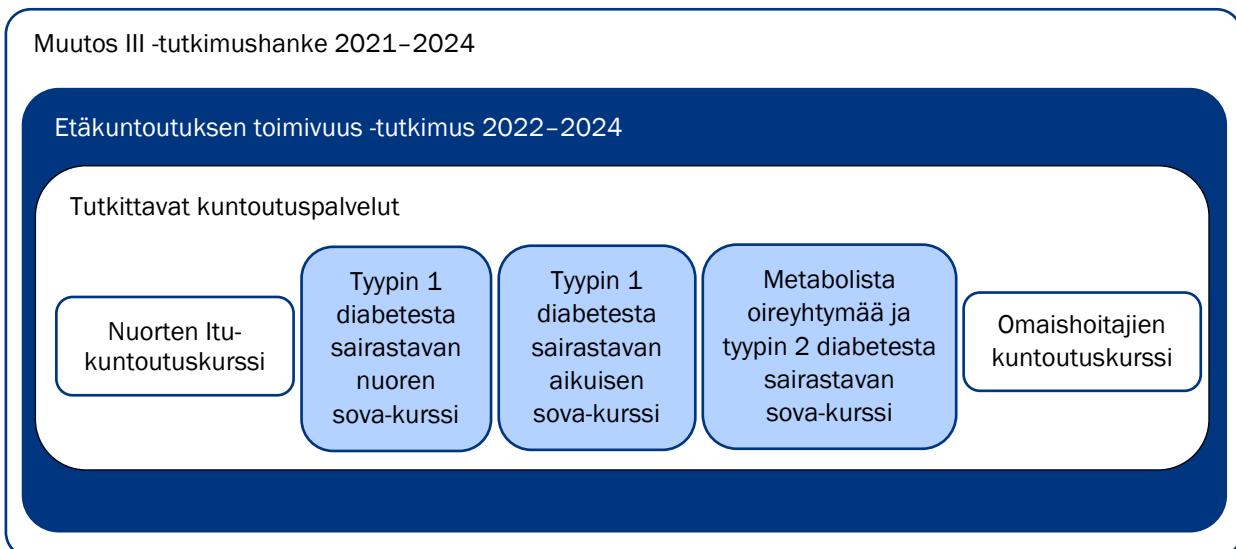 Muutos III -tutkimushanke 2021–2024
Etäkuntoutuksen toimivuus -tutkimus 2022–2024
Tutkittavat kuntoutuspalvelut
Nuorten Itu-
kuntoutuskurssi
Tyypin 1
diabetesta
sairastavan
nuoren
sova-kurssi
Tyypin 1
diabetesta
sairastavan
aikuisen
sova-kurssi
Metabolista
oireyhtymää ja
tyypin 2 diabetesta
sairastavan
sova-kurssi
Omaishoitajien
kuntoutuskurssi